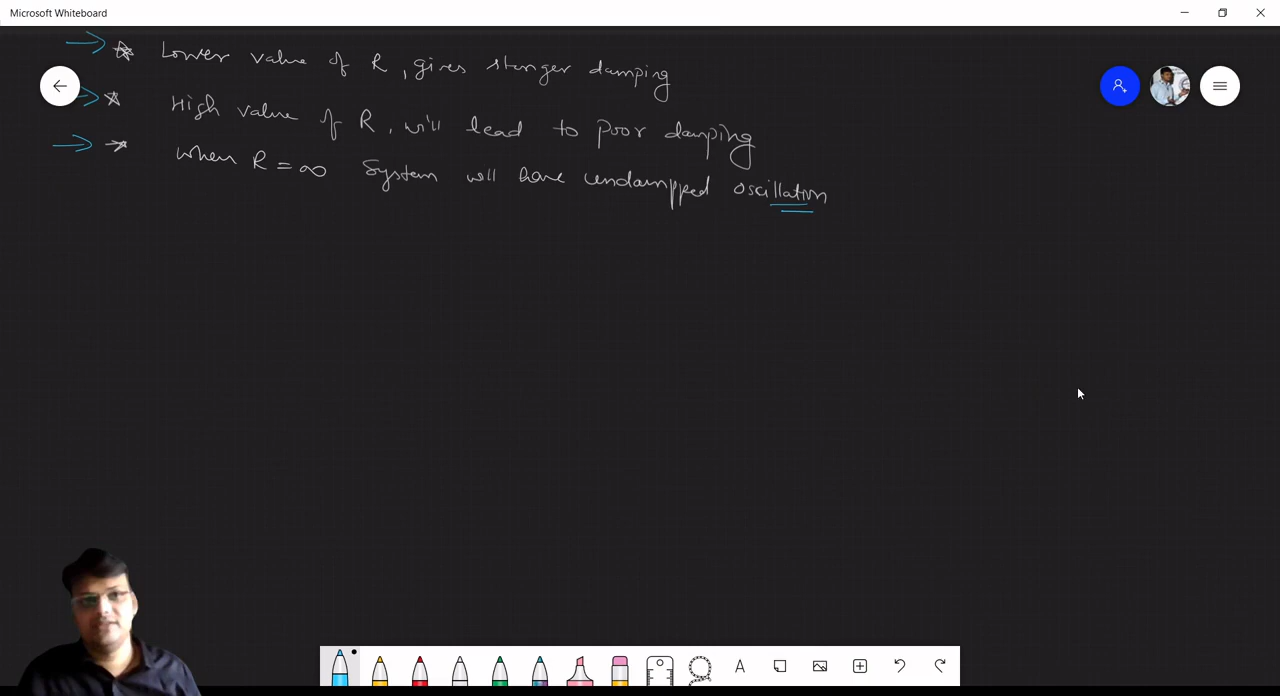 Microsoft Whiteboard
Lower value of R, gives stonger damping
High value of R, will lead to poor damping
when R = ∞ System will have undampped oscillation